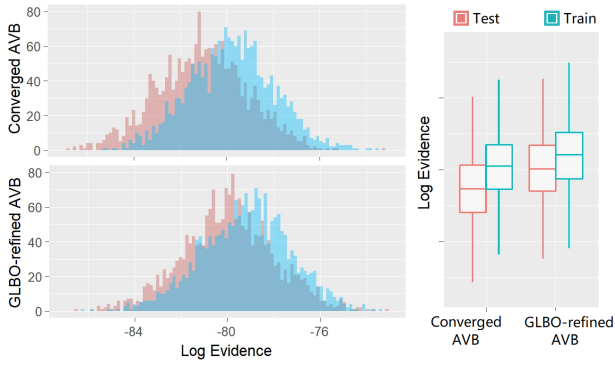 Converged AVB
80
60
40
20
0
GLBO-refined AVB
80
60
40
20
0
-84 -80 -76
Log Evidence
Test Train
Log Evidence
Converged AVB
GLBO-refined AVB